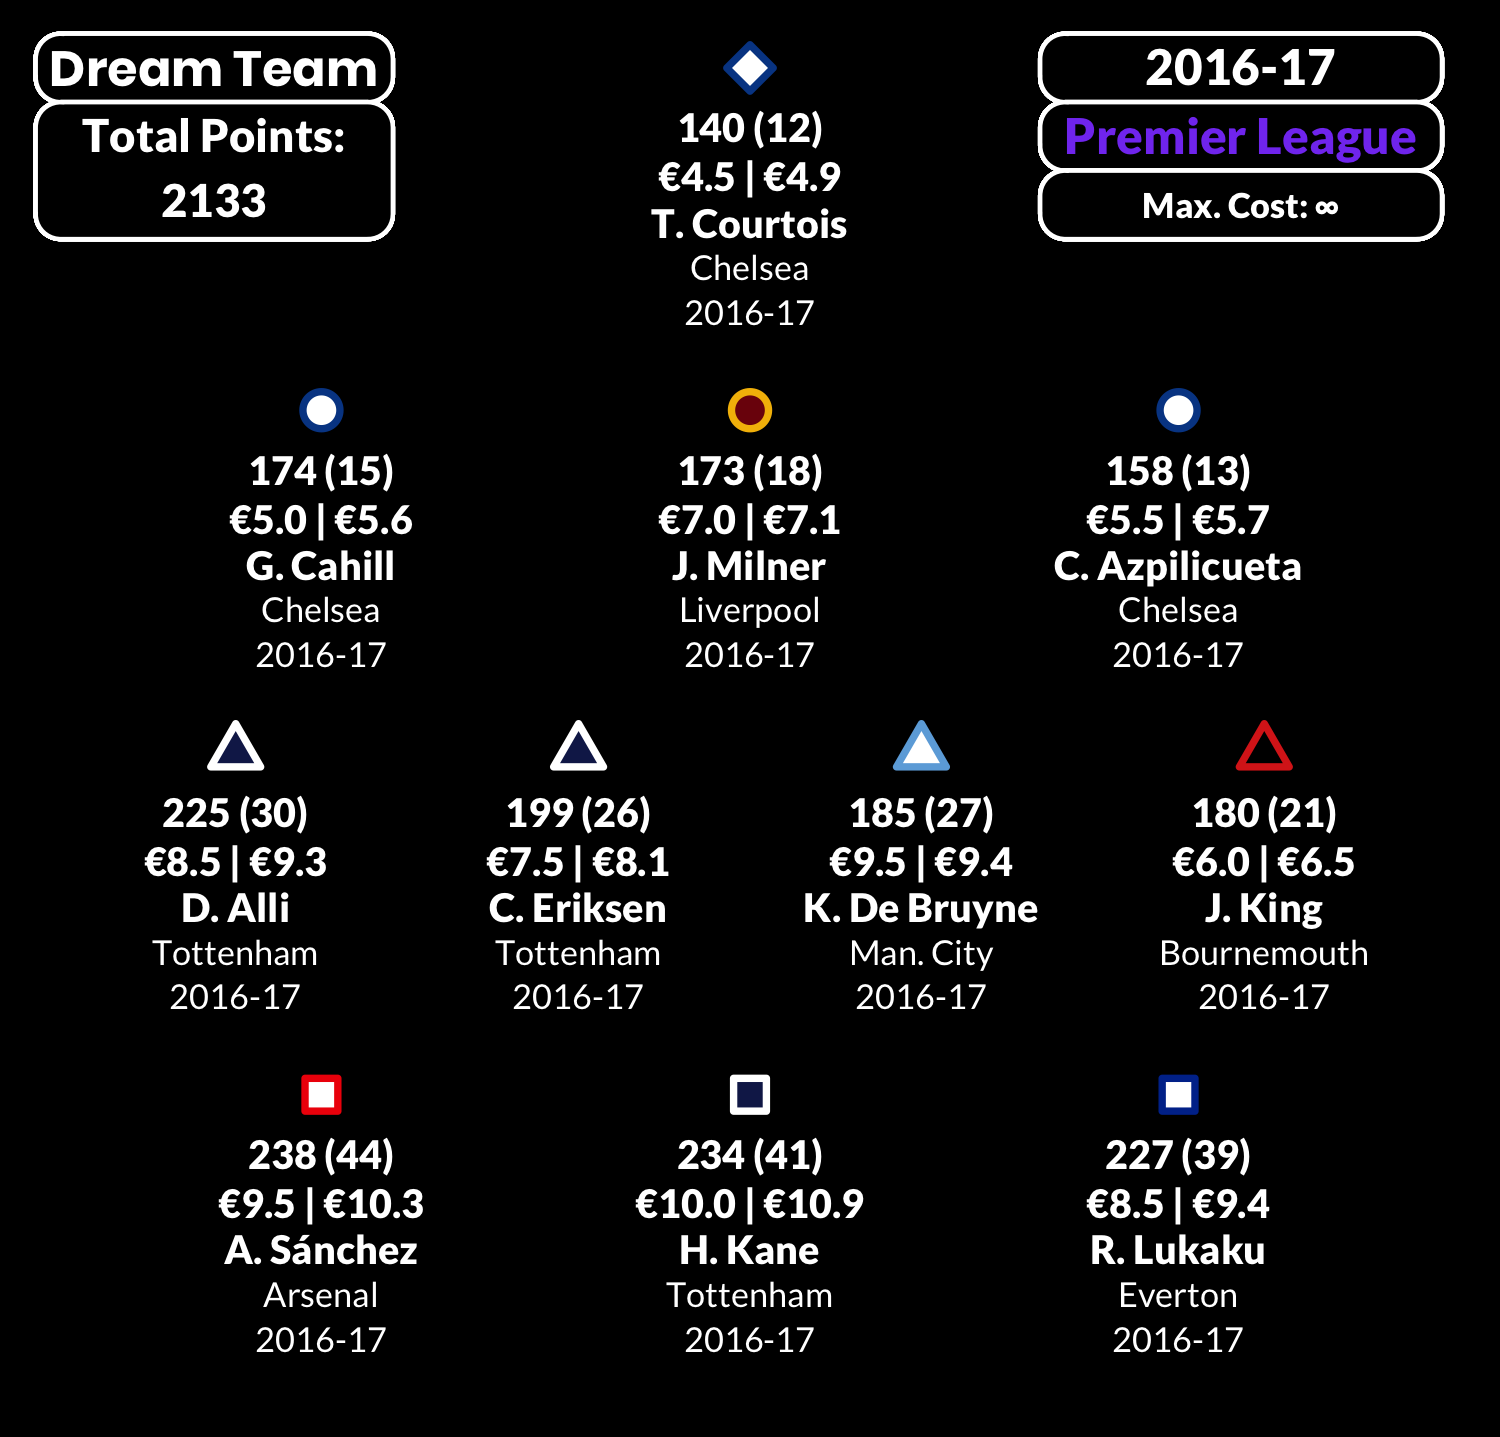 Dream Team
Total Points:
2133
2016-17
Premier League
Max. Cost: ∞
140 (12)
€4.5 | €4.9
T. Courtois
Chelsea
2016-17
174 (15)
€5.0 | €5.6
G. Cahill
Chelsea
2016-17
173 (18)
€7.0 | €7.1
J. Milner
Liverpool
2016-17
158 (13)
€5.5 | €5.7
C. Azpilicueta
Chelsea
2016-17
225 (30)
€8.5 | €9.3
D. Alli
Tottenham
2016-17
199 (26)
€7.5 | €8.1
C. Eriksen
Tottenham
2016-17
185 (27)
€9.5 | €9.4
K. De Bruyne
Man. City
2016-17
180 (21)
€6.0 | €6.5
J. King
Bournemouth
2016-17
238 (44)
€9.5 | €10.3
A. Sánchez
Arsenal
2016-17
234 (41)
€10.0 | €10.9
H. Kane
Tottenham
2016-17
227 (39)
€8.5 | €9.4
R. Lukaku
Everton
2016-17